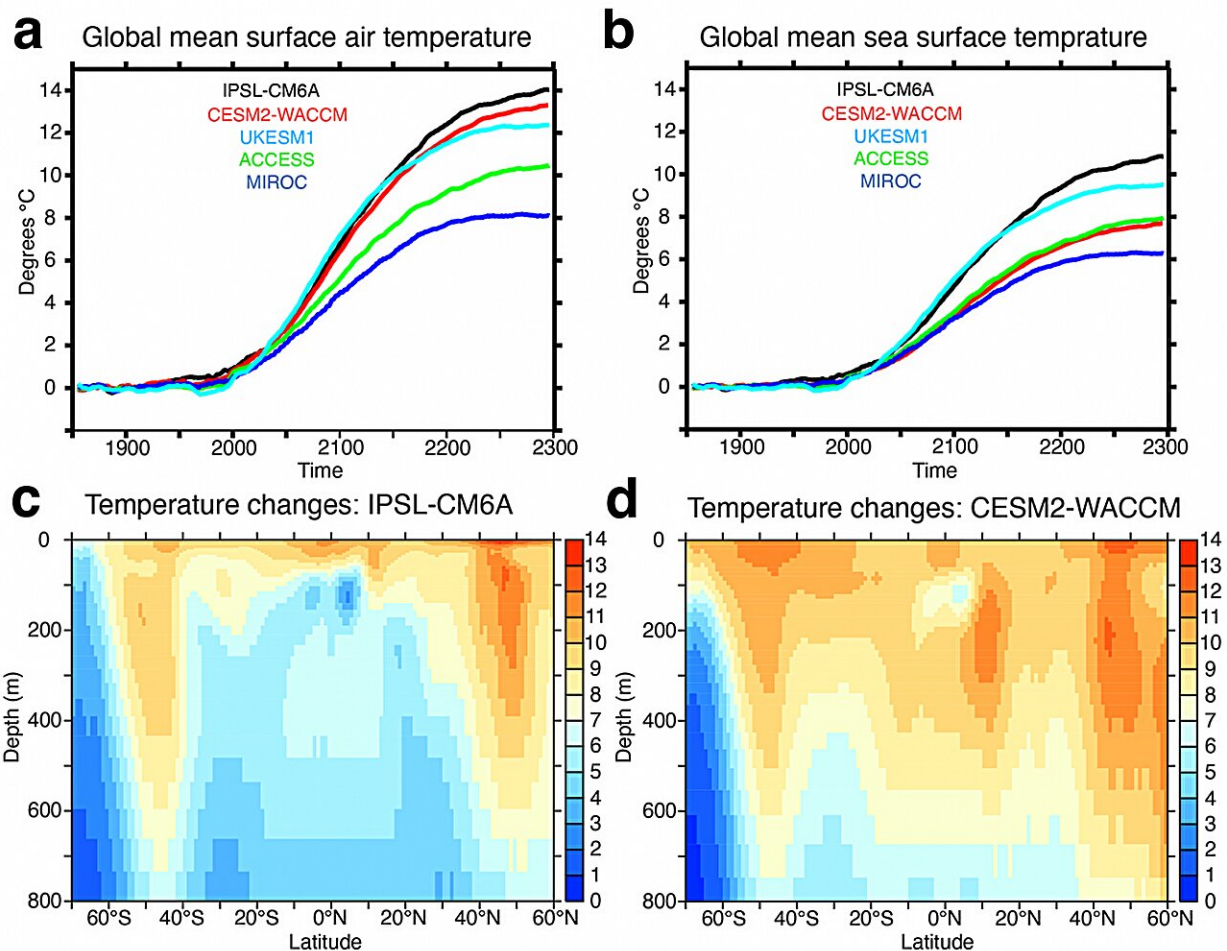 a
Global mean surface air temperature
14
12
10
8
6
4
2
0
Degrees °C
IPSL-CM6A
CESM2-WACCM
UKESM1
ACCESS
MIROC
1900
2000
2100
2200
2300
Time
b
Global mean sea surface temprature
14
12
10
8
6
4
2
0
Degrees °C
IPSL-CM6A
CESM2-WACCM
UKESM1
ACCESS
MIROC
1900
2000
2100
2200
2300
Time
c
Temperature changes: IPSL-CM6A
0
200
400
600
800
Depth (m)
60°S
40°S
20°S
0°N
20°N
40°N
60°N
Latitude
14
13
12
11
10
9
8
7
6
5
4
3
2
1
0
d
Temperature changes: CESM2-WACCM
0
200
400
600
800
Depth (m)
60°S
40°S
20°S
0°N
20°N
40°N
60°N
Latitude
14
13
12
11
10
9
8
7
6
5
4
3
2
1
0